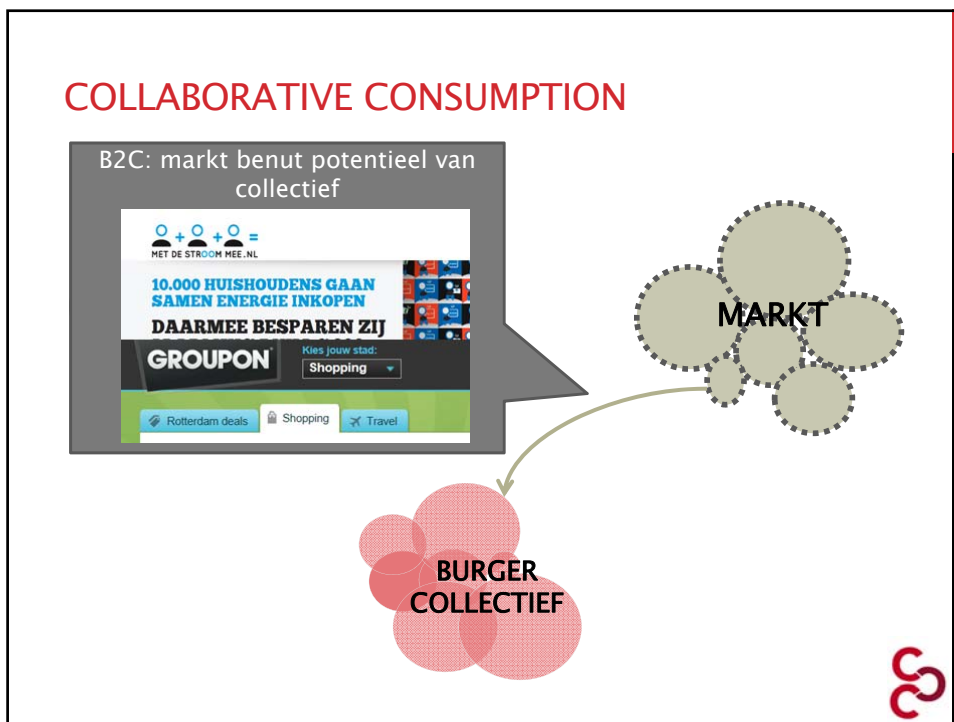 COLLABORATIVE CONSUMPTION
B2C: markt benut potentieel van
collectief
MET DE STROOM MEE.NL
10.000 HUISHOUDENS GAAN
SAMEN ENERGIE INKOPEN
DAARMEE BESPAREN ZIJ
GROUPON
Kies jouw stad:
Shopping
Rotterdam deals
Shopping
Travel
MARKT
BURGER
COLLECTIEF